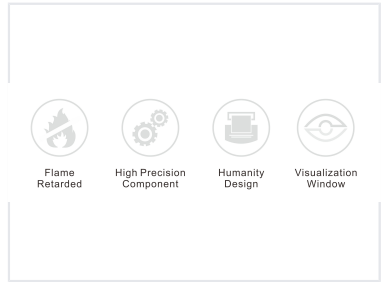 Flame
Retarded
High Precision
Component
Humanity
Design
Visualization
Window